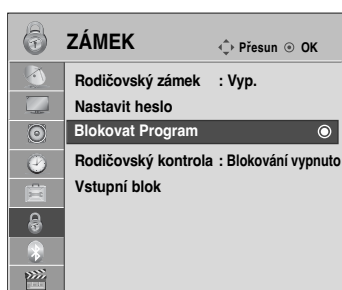 ZÁMEK
Přesun OK
Rodičovský zámek : Vyp.
Nastavit heslo
Blokovat Program
Rodičovský kontrola : Blokování vypnuto
Vstupní blok